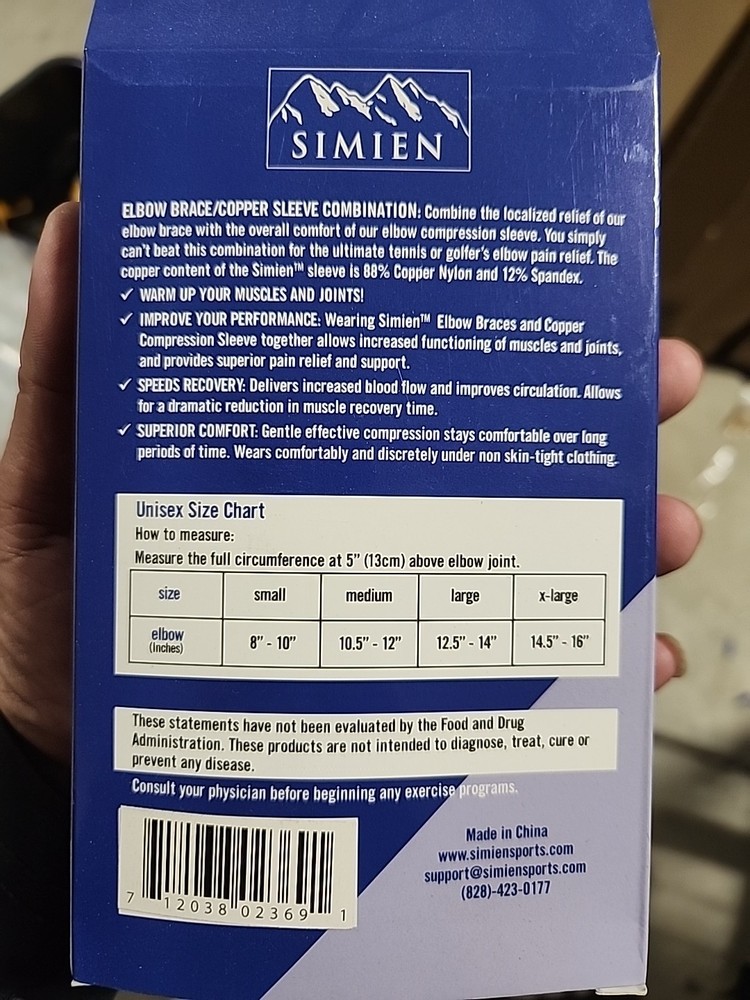 SIMIEN
ELBOW BRACE/COPPER SLEEVE COMBINATION: Combine the localized relief of our
elbow brace with the overall comfort of our elbow compression sleeve. You simply
can't beat this combination for the ultimate tennis or golfer's elbow pain relief. The
copper content of the Simien™ sleeve is 88% Copper Nylon and 12% Spandex.
✓ WARM UP YOUR MUSCLES AND JOINTS!
✓ IMPROVE YOUR PERFORMANCE: Wearing Simien™ Elbow Braces and Copper
Compression Sleeve together allows increased functioning of muscles and joints,
and provides superior pain relief and support.
✓ SPEEDS RECOVERY: Delivers increased blood flow and improves circulation. Allows
for a dramatic reduction in muscle recovery time.
✓ SUPERIOR COMFORT: Gentle effective compression stays comfortable over long
periods of time. Wears comfortably and discretely under non skin-tight clothing.
Unisex Size Chart
How to measure:
Measure the full circumference at 5" (13cm) above elbow joint.
size small medium large x-large
elbow 8" - 10" 10.5" - 12" 12.5" - 14" 14.5" - 16"
(inches)
These statements have not been evaluated by the Food and Drug
Administration. These products are not intended to diagnose, treat, cure or
prevent any disease.
Consult your physician before beginning any exercise programs.
Made in China
www.simiensports.com
support@simiensports.com
(828)-423-0177
7 12038 02369 1